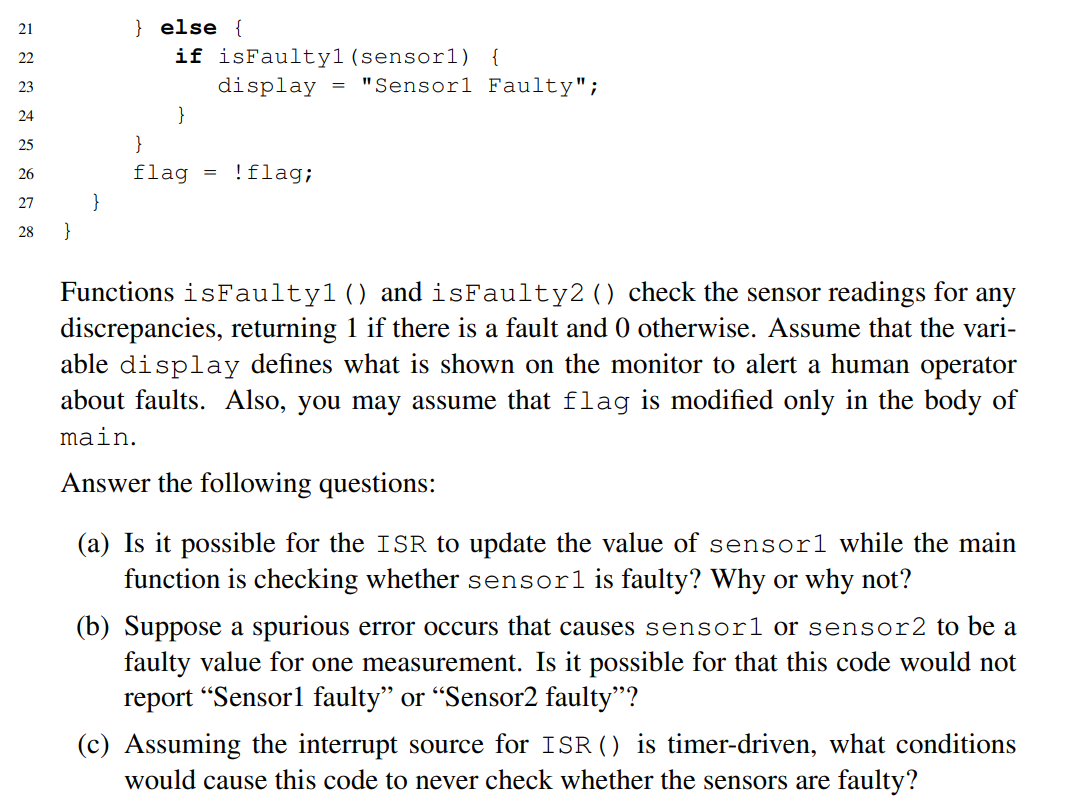 21 } else {
22 if isFaulty1(sensor1) {
23 display = "Sensor1 Faulty";
24 }
25 }
26 flag = !flag;
27 }
28 }
Functions isFaulty1() and isFaulty2() check the sensor readings for any
discrepancies, returning 1 if there is a fault and 0 otherwise. Assume that the vari-
able display defines what is shown on the monitor to alert a human operator
about faults. Also, you may assume that flag is modified only in the body of
main.
Answer the following questions:
(a) Is it possible for the ISR to update the value of sensor1 while the main
function is checking whether sensor1 is faulty? Why or why not?
(b) Suppose a spurious error occurs that causes sensor1 or sensor2 to be a
faulty value for one measurement. Is it possible for that this code would not
report “Sensor1 faulty” or “Sensor2 faulty”?
(c) Assuming the interrupt source for ISR() is timer-driven, what conditions
would cause this code to never check whether the sensors are faulty?